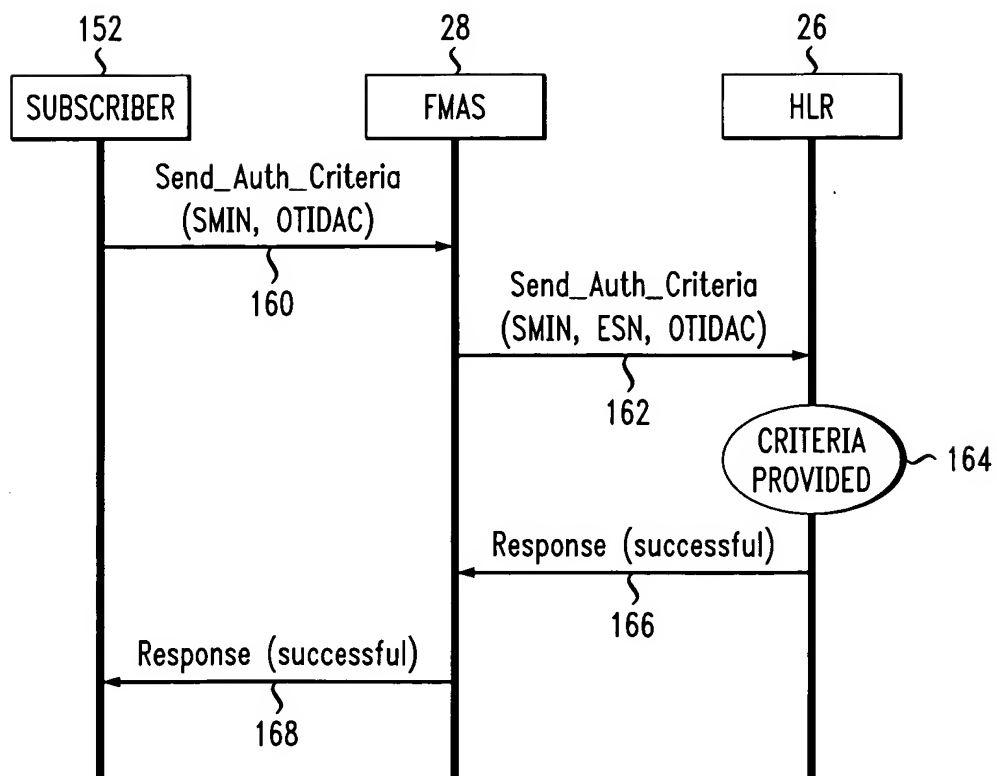 152
28
26
SUBSCRIBER
FMAS
HLR
Send_Auth_Criteria
(SMIN, OTIDAC)
160
Send_Auth_Criteria
(SMIN, ESN, OTIDAC)
162
CRITERIA
PROVIDED
164
Response (successful)
166
Response (successful)
168